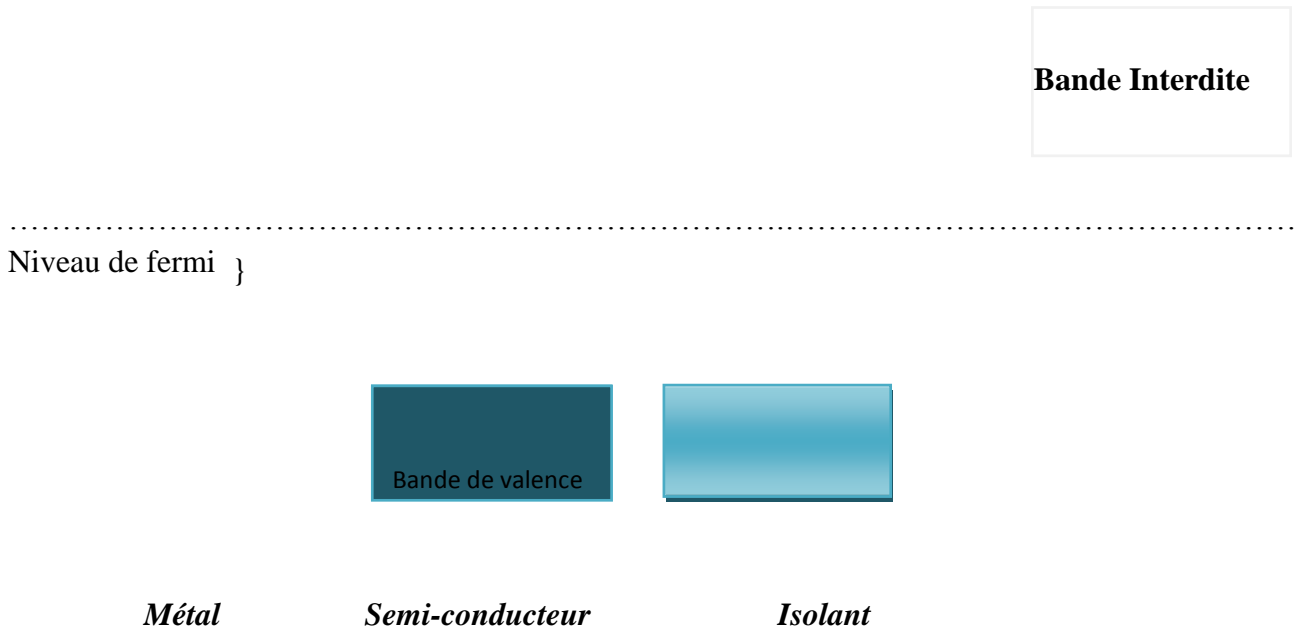 Bande Interdite
………………………………………………………………….……………………………………………
Niveau de fermi }
Bande de valence
Métal Semi-conducteur Isolant